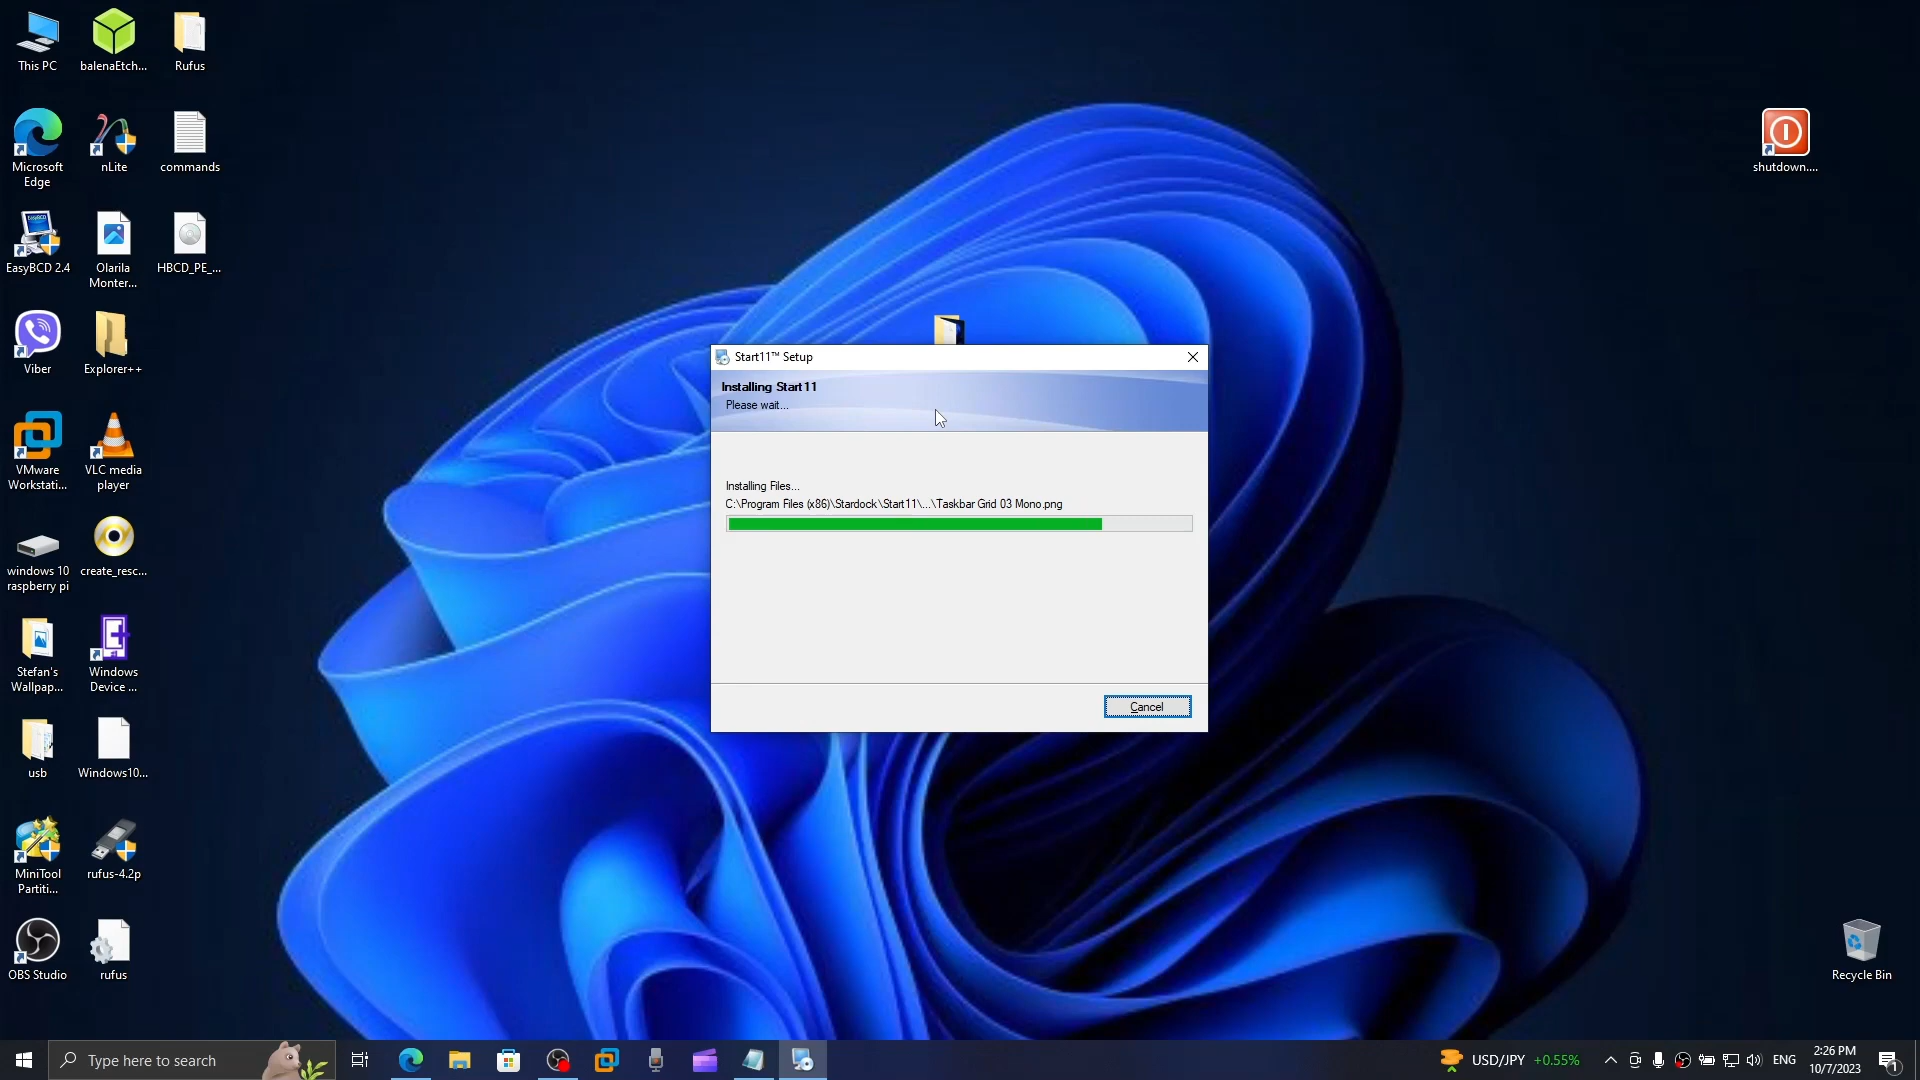 This PC
balenaEtch...
Rufus
Microsoft
Edge
nLite
commands
shutdown....
EasyBCD 2.4
Olarila
Monter...
HBCD_PE_...
Viber
Explorer++
VMware
Workstati...
VLC media
player
windows 10
raspberry pi
create_resc...
Stefan's
Wallpap...
Windows
Device ...
usb
Windows10...
MiniTool
Partiti...
rufus-4.2p
OBS Studio
rufus
Recycle Bin
Start11™ Setup
Installing Start11
Please wait...
Installing Files...
C:\Program Files (x86)\Stardock\Start11\...\Taskbar Grid 03 Mono.png
Cancel
Type here to search
USD/JPY +0.55%
ENG
2:26 PM
10/7/2023
1